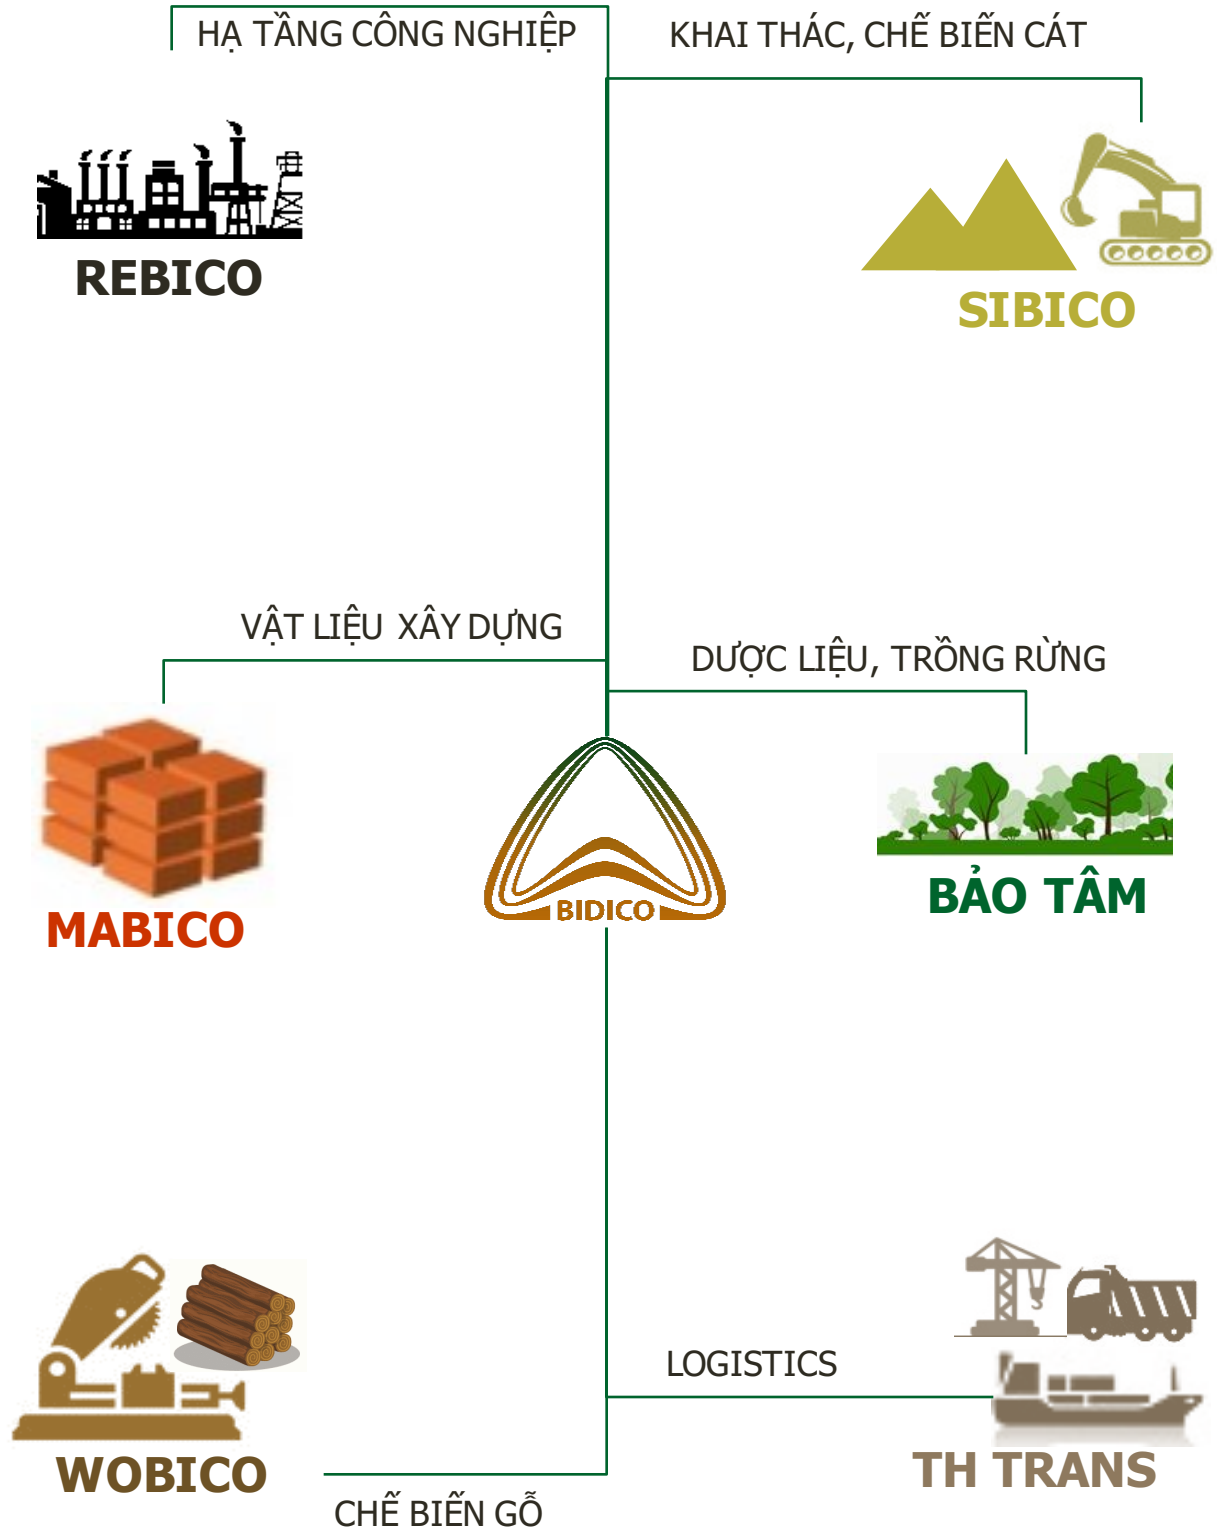 HẠ TẦNG CÔNG NGHIỆP
KHAI THÁC, CHẾ BIẾN CÁT
REBICO
SIBICO
VẬT LIỆU XÂY DỰNG
DƯỢC LIỆU, TRỒNG RỪNG
MABICO
BIDICO
BẢO TÂM
LOGISTICS
WOBICO
TH TRANS
CHẾ BIẾN GỖ